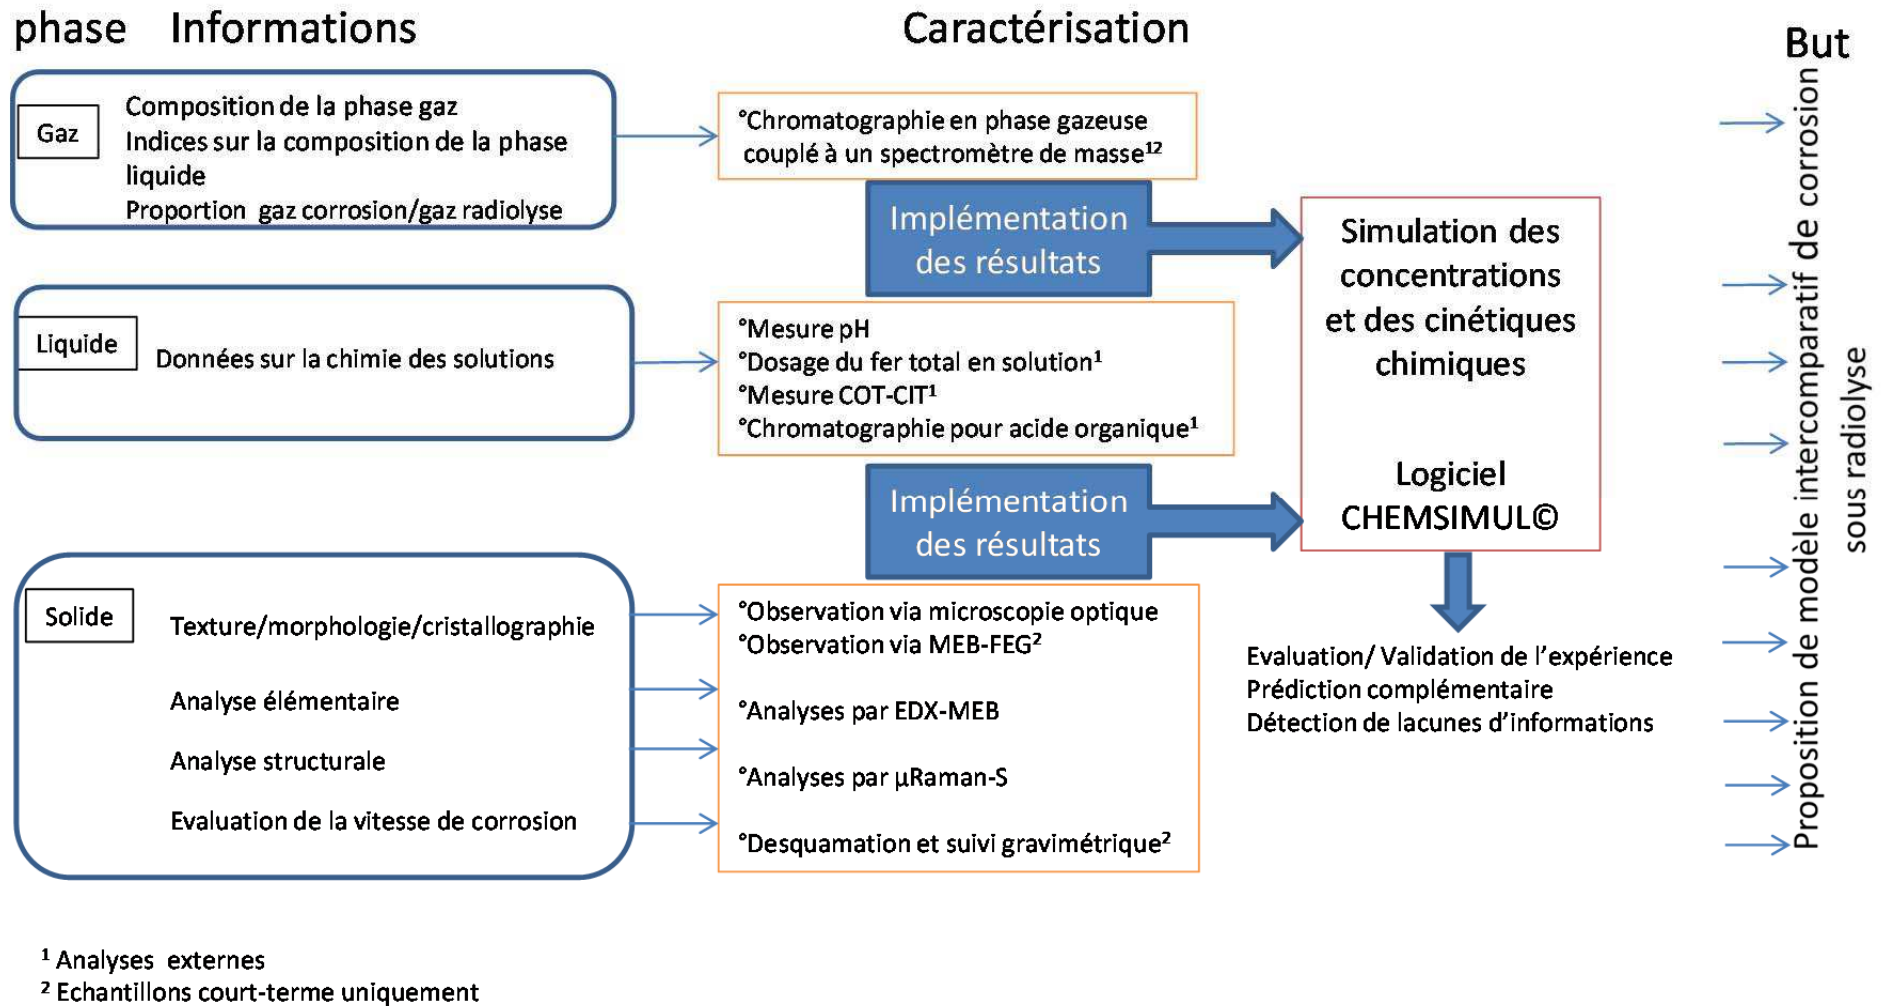 phase Informations Caractérisation But
Gaz
Composition de la phase gaz
Indices sur la composition de la phase
liquide
Proportion gaz corrosion/gaz radiolyse
°Chromatographie en phase gazeuse
couplé à un spectromètre de masse¹²
Implémentation
des résultats
Liquide
Données sur la chimie des solutions
°Mesure pH
°Dosage du fer total en solution¹
°Mesure COT-CIT¹
°Chromatographie pour acide organique¹
Implémentation
des résultats
Simulation des
concentrations
et des cinétiques
chimiques
Logiciel
CHEMSIMUL©
Solide
Texture/morphologie/cristallographie
Analyse élémentaire
Analyse structurale
Evaluation de la vitesse de corrosion
°Observation via microscopie optique
°Observation via MEB-FEG²
°Analyses par EDX-MEB
°Analyses par µRaman-S
°Desquamation et suivi gravimétrique²
Evaluation/ Validation de l'expérience
Prédiction complémentaire
Détection de lacunes d'informations
Proposition de modèle intercomparatif de corrosion
sous radiolyse
¹ Analyses externes
² Echantillons court-terme uniquement